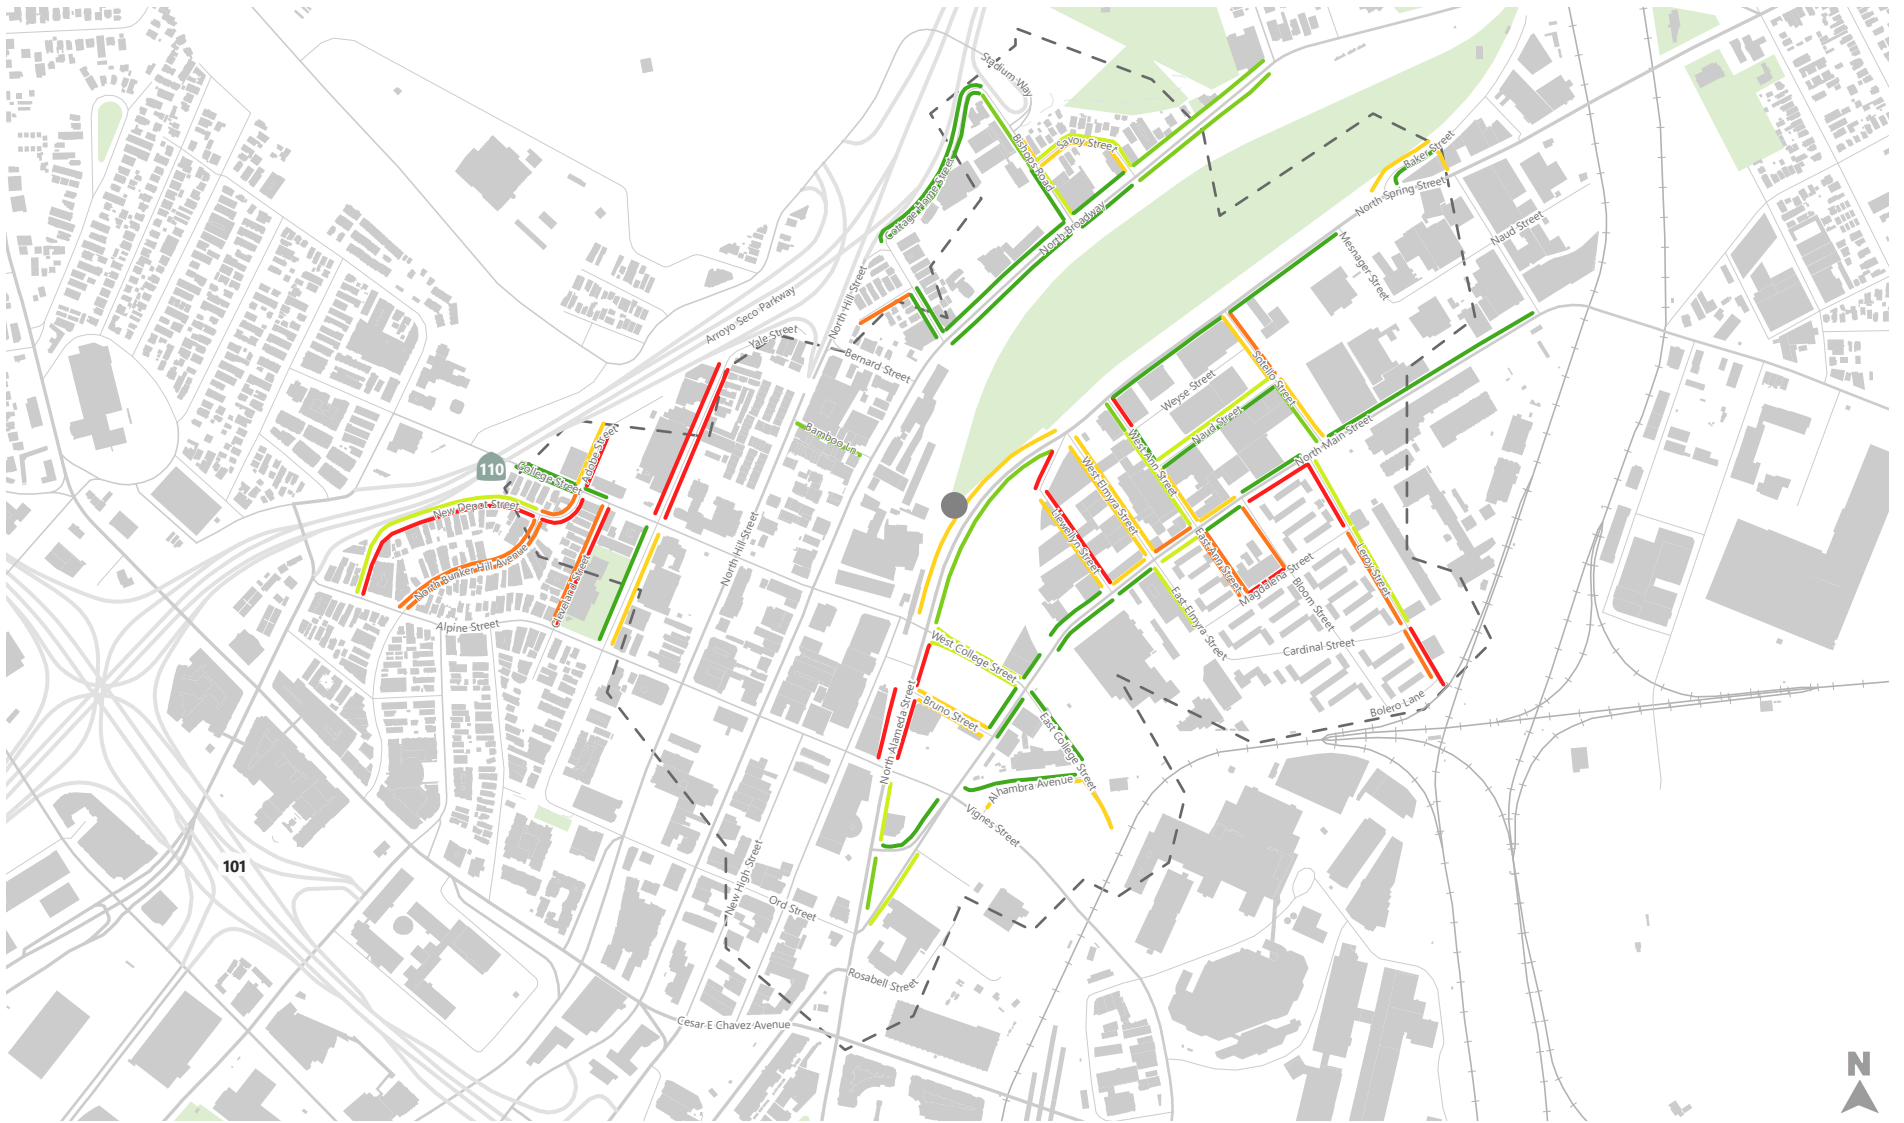 Stadium Way
Bishops Road
Savoy Street
Baker Street
Cottage Home Street
North Spring Street
North Broadway
Naud Street
Mesnager Street
Arroyo Seco Parkway
North Hill Street
Yale Street
Bernard Street
Weyse Street
Sotello Street
Naud Street
North Main Street
Bamboo Ln
Adobe Street
110
College Street
West Ann Street
West Elmyra Street
New Depot Street
Llewellyn Street
North Hill Street
North Bunker Hill Avenue
East Ann Street
Magdalena Street
Leroy Street
Cleveland Street
Bloom Street
Alpine Street
East Elmyra Street
Cardinal Street
West College Street
Bruno Street
Bolero Lane
North Alameda Street
East College Street
Alhambra Avenue
Vignes Street
101
New High Street
Ord Street
Rosabell Street
Cesar E Chavez Avenue
N